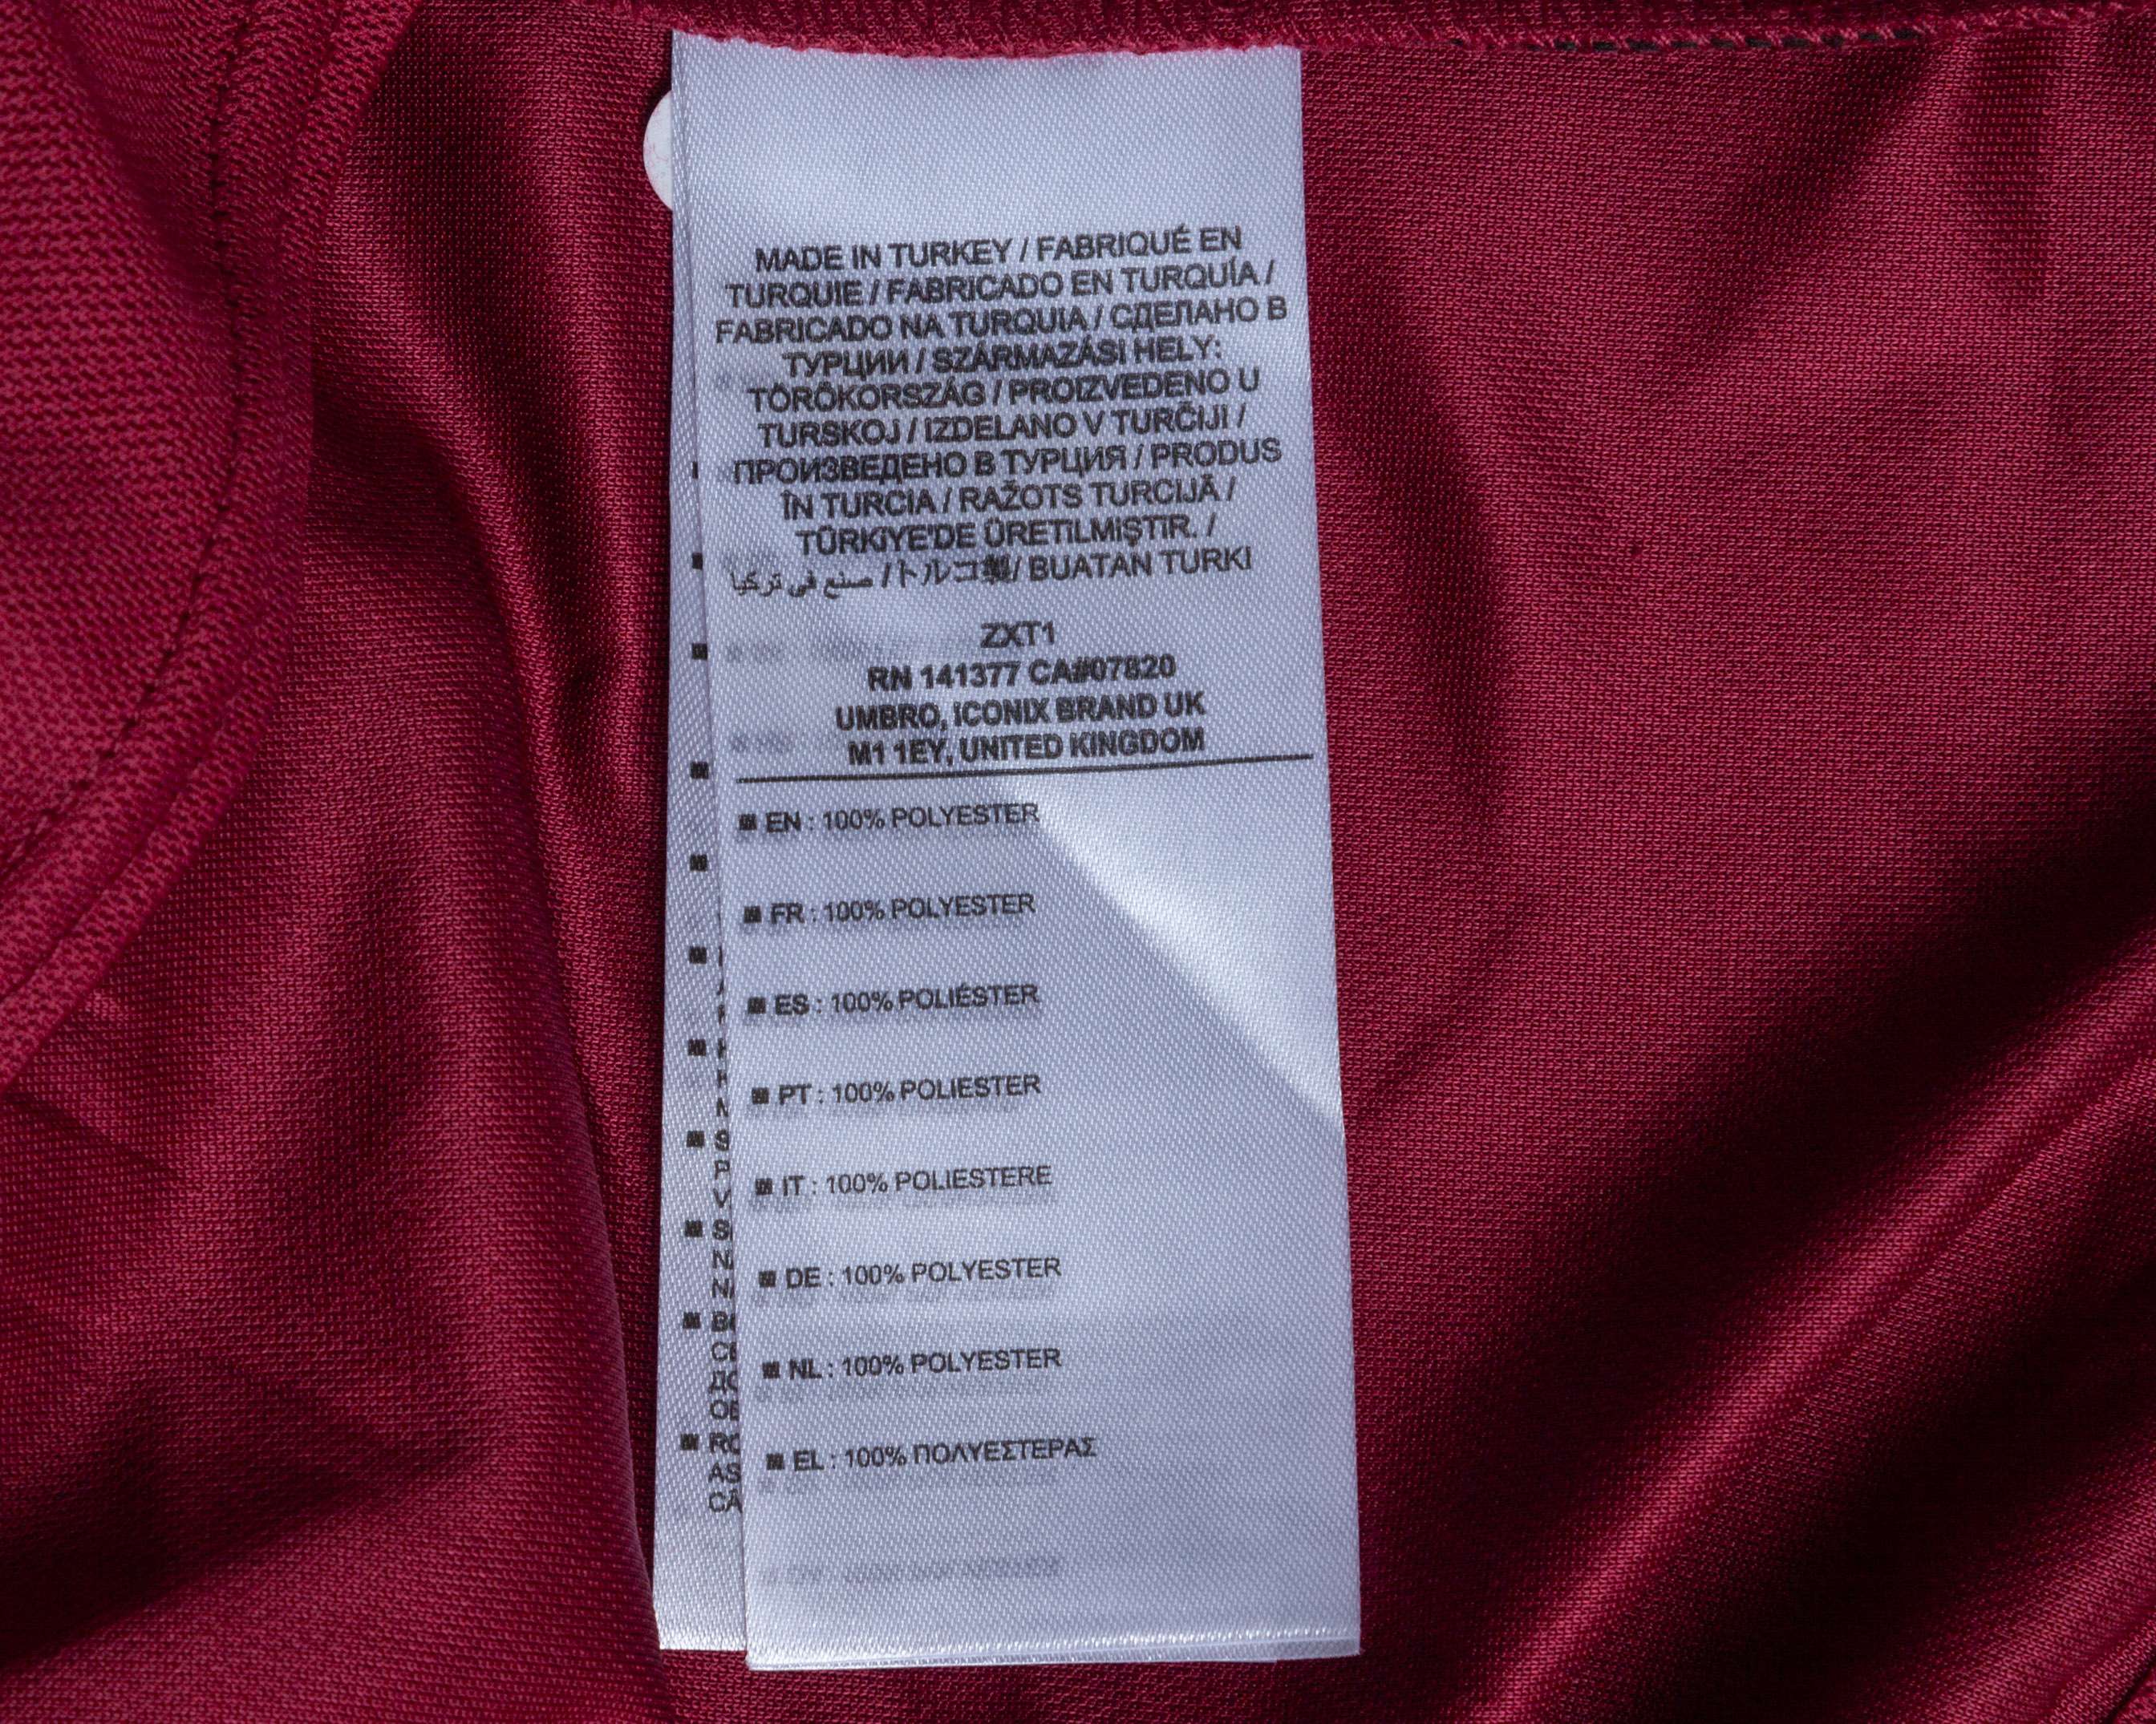 MADE IN TURKEY / FABRIQUÉ EN
TURQUIE / FABRICADO EN TURQUÍA /
FABRICADO NA TURQUIA / СДЕЛАНО В
ТУРЦИИ / SZÁRMAZÁSI HELY:
TÖRÖKORSZÁG / PROIZVEDENO U
TURSKOJ / IZDELANO V TURČIJI /
ПРОИЗВЕДЕНО В ТУРЦИЯ / PRODUS
ÎN TURCIA / RAŽOTS TURCIJĀ /
TÜRKİYE'DE ÜRETILMIŞTIR. /
صنع في تركيا /トルコ製/ BUATAN TURKI
ZXT1
RN 141377 CA#07820
UMBRO, ICONIX BRAND UK
M1 1EY, UNITED KINGDOM
■ EN : 100% POLYESTER
■ FR : 100% POLYESTER
■ ES : 100% POLIÉSTER
■ PT : 100% POLIESTER
■ IT : 100% POLIESTERE
■ DE : 100% POLYESTER
■ NL : 100% POLYESTER
■ EL : 100% ΠΟΛΥΕΣΤΕΡΑΣ